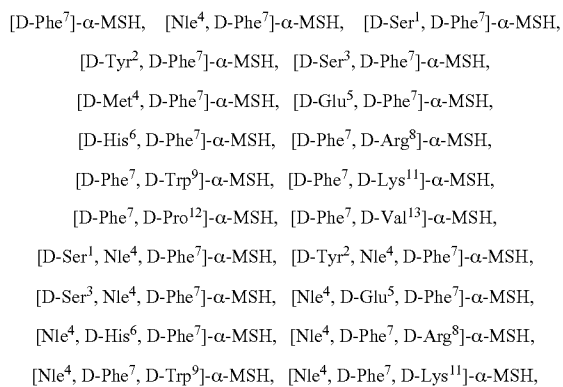 [D-Phe⁷]-α-MSH, [Nle⁴, D-Phe⁷]-α-MSH, [D-Ser¹, D-Phe⁷]-α-MSH,
[D-Tyr², D-Phe⁷]-α-MSH, [D-Ser³, D-Phe⁷]-α-MSH,
[D-Met⁴, D-Phe⁷]-α-MSH, [D-Glu⁵, D-Phe⁷]-α-MSH,
[D-His⁶, D-Phe⁷]-α-MSH, [D-Phe⁷, D-Arg⁸]-α-MSH,
[D-Phe⁷, D-Trp⁹]-α-MSH, [D-Phe⁷, D-Lys¹¹]-α-MSH,
[D-Phe⁷, D-Pro¹²]-α-MSH, [D-Phe⁷, D-Val¹³]-α-MSH,
[D-Ser¹, Nle⁴, D-Phe⁷]-α-MSH, [D-Tyr², Nle⁴, D-Phe⁷]-α-MSH,
[D-Ser³, Nle⁴, D-Phe⁷]-α-MSH, [Nle⁴, D-Glu⁵, D-Phe⁷]-α-MSH,
[Nle⁴, D-His⁶, D-Phe⁷]-α-MSH, [Nle⁴, D-Phe⁷, D-Arg⁸]-α-MSH,
[Nle⁴, D-Phe⁷, D-Trp⁹]-α-MSH, [Nle⁴, D-Phe⁷, D-Lys¹¹]-α-MSH,